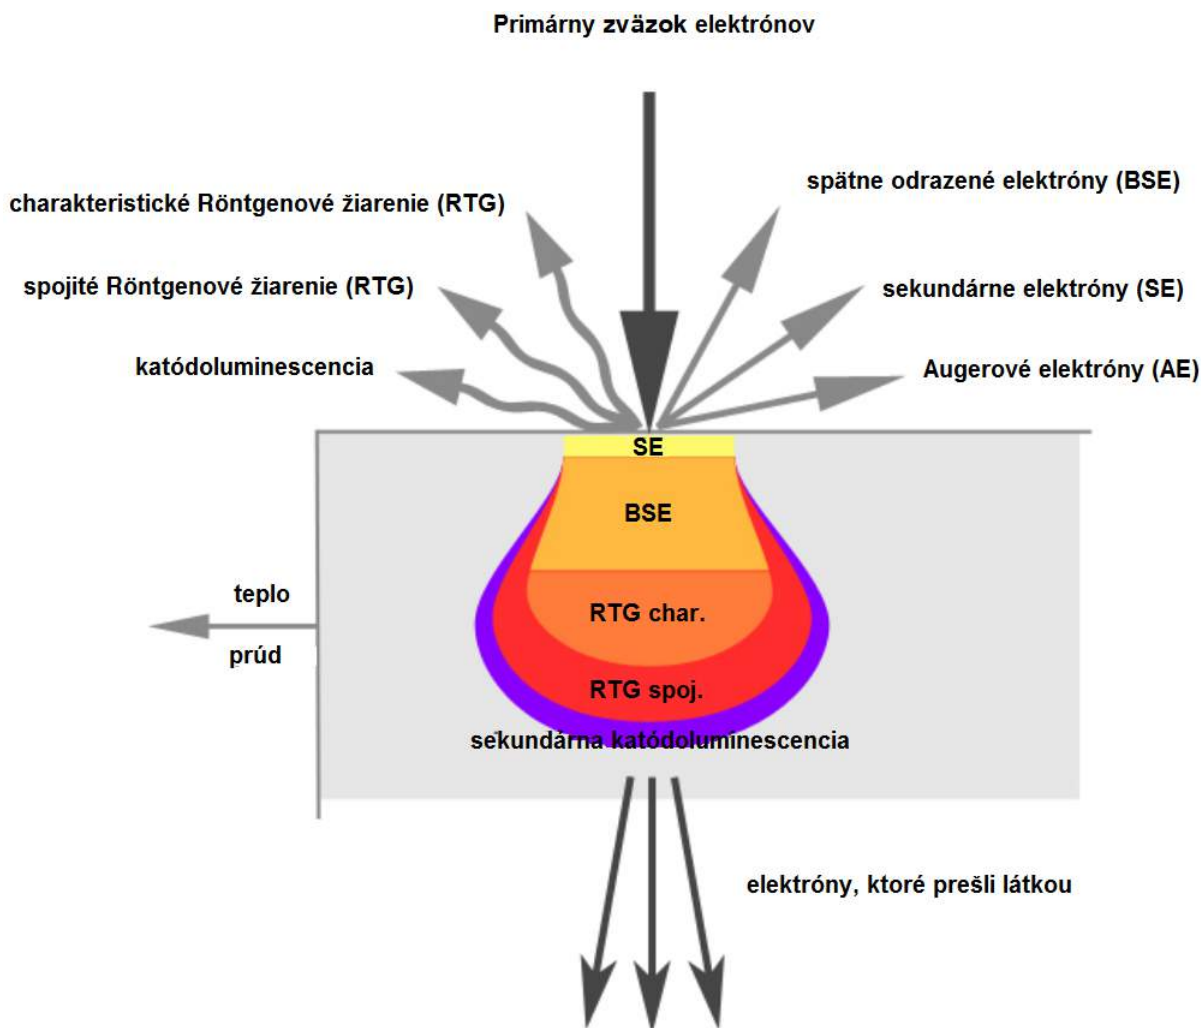 Primárny zväzok elektrónov
charakteristické Röntgenové žiarenie (RTG)
spätne odrazené elektróny (BSE)
spojité Röntgenové žiarenie (RTG)
sekundárne elektróny (SE)
katódoluminescencia
Augerové elektróny (AE)
SE
BSE
teplo
RTG char.
prúd
RTG spoj.
sekundárna katódoluminescencia
elektróny, ktoré prešli látkou